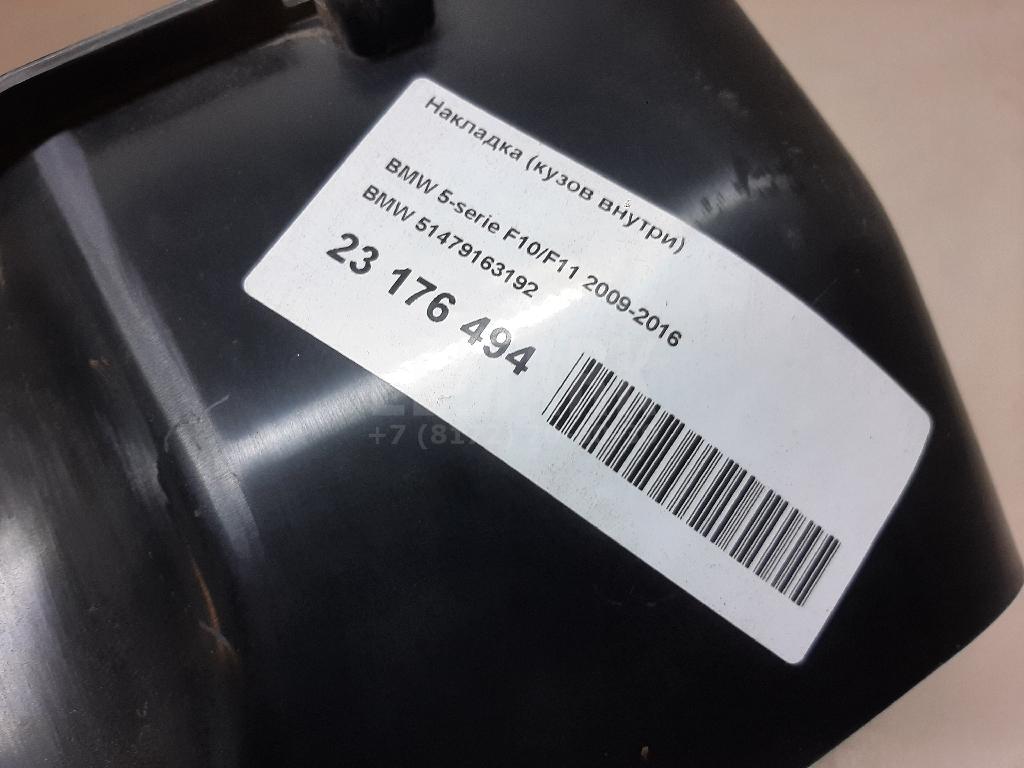 Накладка (кузов внутри)
BMW 5-serie F10/F11 2009-2016
BMW 51479163192
23 176 494